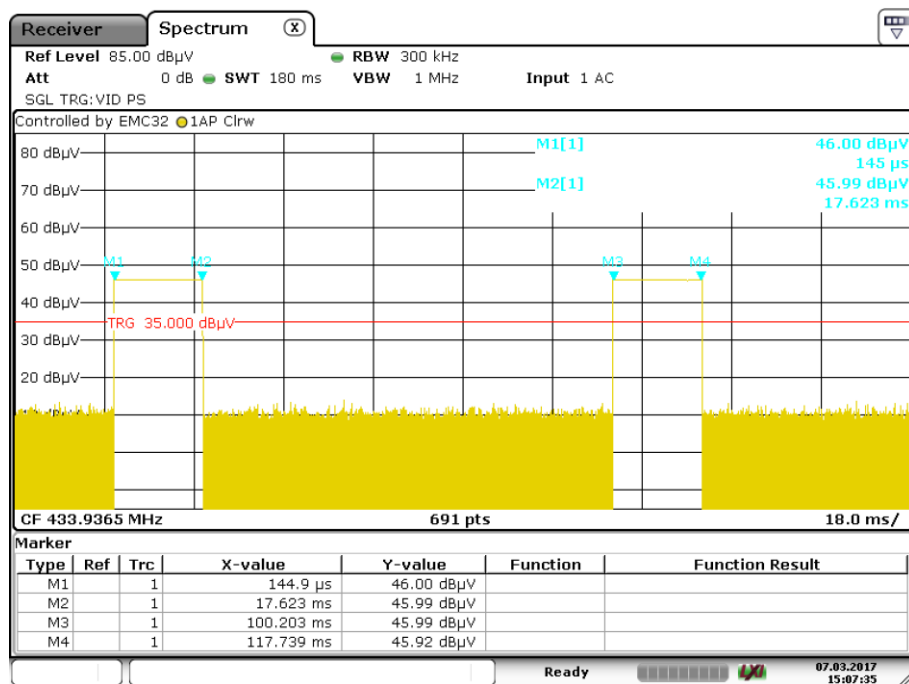 Receiver Spectrum X
Ref Level 85.00 dBµV RBW 300 kHz
Att 0 dB SWT 180 ms VBW 1 MHz Input 1 AC
SGL TRG:VID PS
Controlled by EMC32 1AP Clrw
M1[1] 46.00 dBµV
145 µs
M2[1] 45.99 dBµV
17.623 ms
80 dBµV
70 dBµV
60 dBµV
50 dBµV
M1 M2 M3 M4
40 dBµV
TRG 35.000 dBµV
30 dBµV
20 dBµV
CF 433.9365 MHz 691 pts 18.0 ms/
Marker
Type Ref Trc X-value Y-value Function Function Result
M1 1 144.9 µs 46.00 dBµV
M2 1 17.623 ms 45.99 dBµV
M3 1 100.203 ms 45.99 dBµV
M4 1 117.739 ms 45.92 dBµV
Ready LXI 07.03.2017
15:07:35